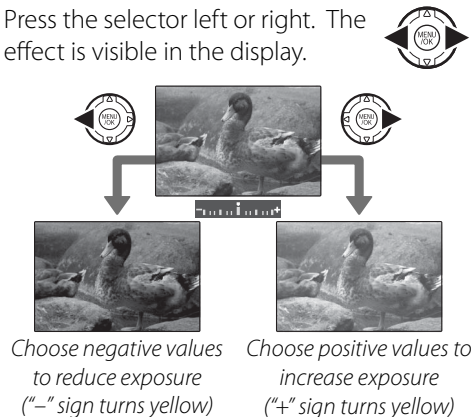 Press the selector left or right. The
effect is visible in the display.
MENU
/OK
MENU
/OK
MENU
/OK
– +
Choose negative values
to reduce exposure
(“–” sign turns yellow)
Choose positive values to
increase exposure
(“+” sign turns yellow)